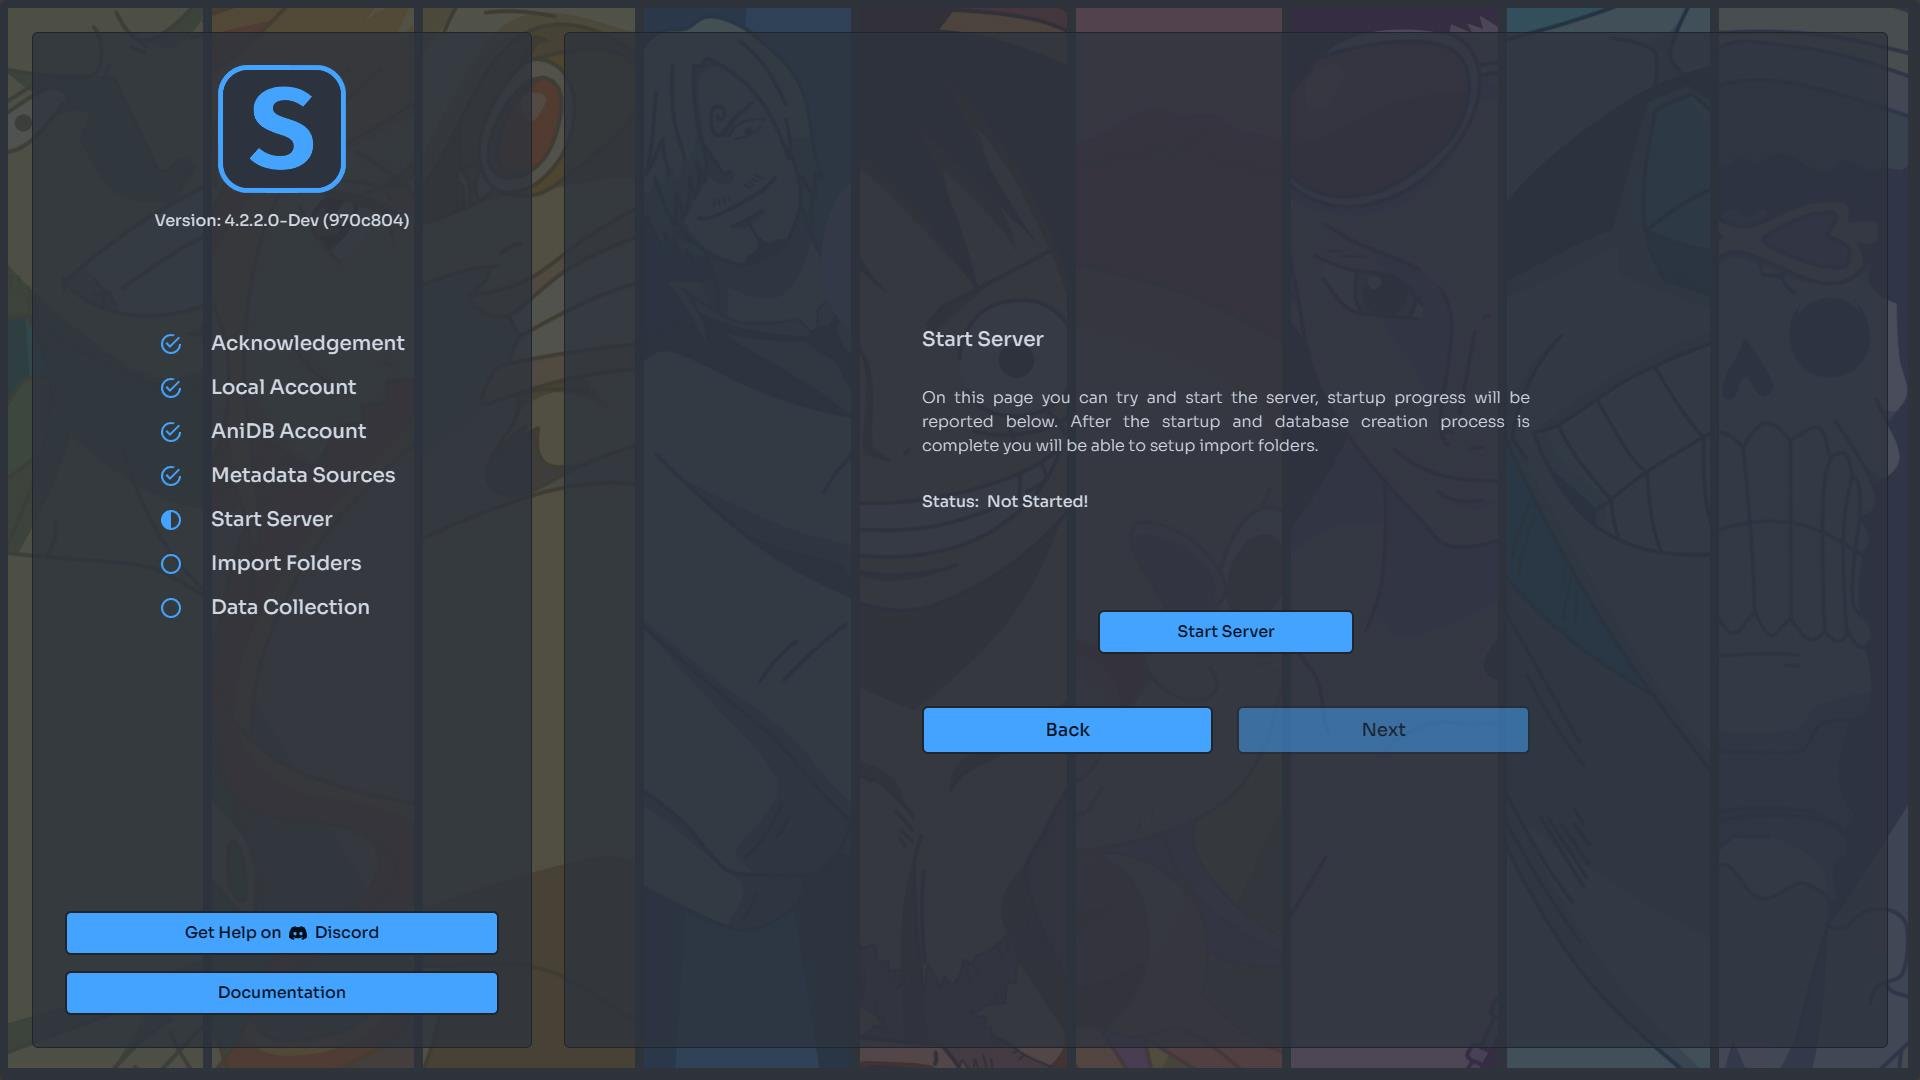 S
Version: 4.2.2.0-Dev (970c804)
Acknowledgement
Local Account
AniDB Account
Metadata Sources
Start Server
Import Folders
Data Collection
Get Help on Discord
Documentation
Start Server
On this page you can try and start the server, startup progress will be
reported below. After the startup and database creation process is
complete you will be able to setup import folders.
Status: Not Started!
Start Server
Back
Next